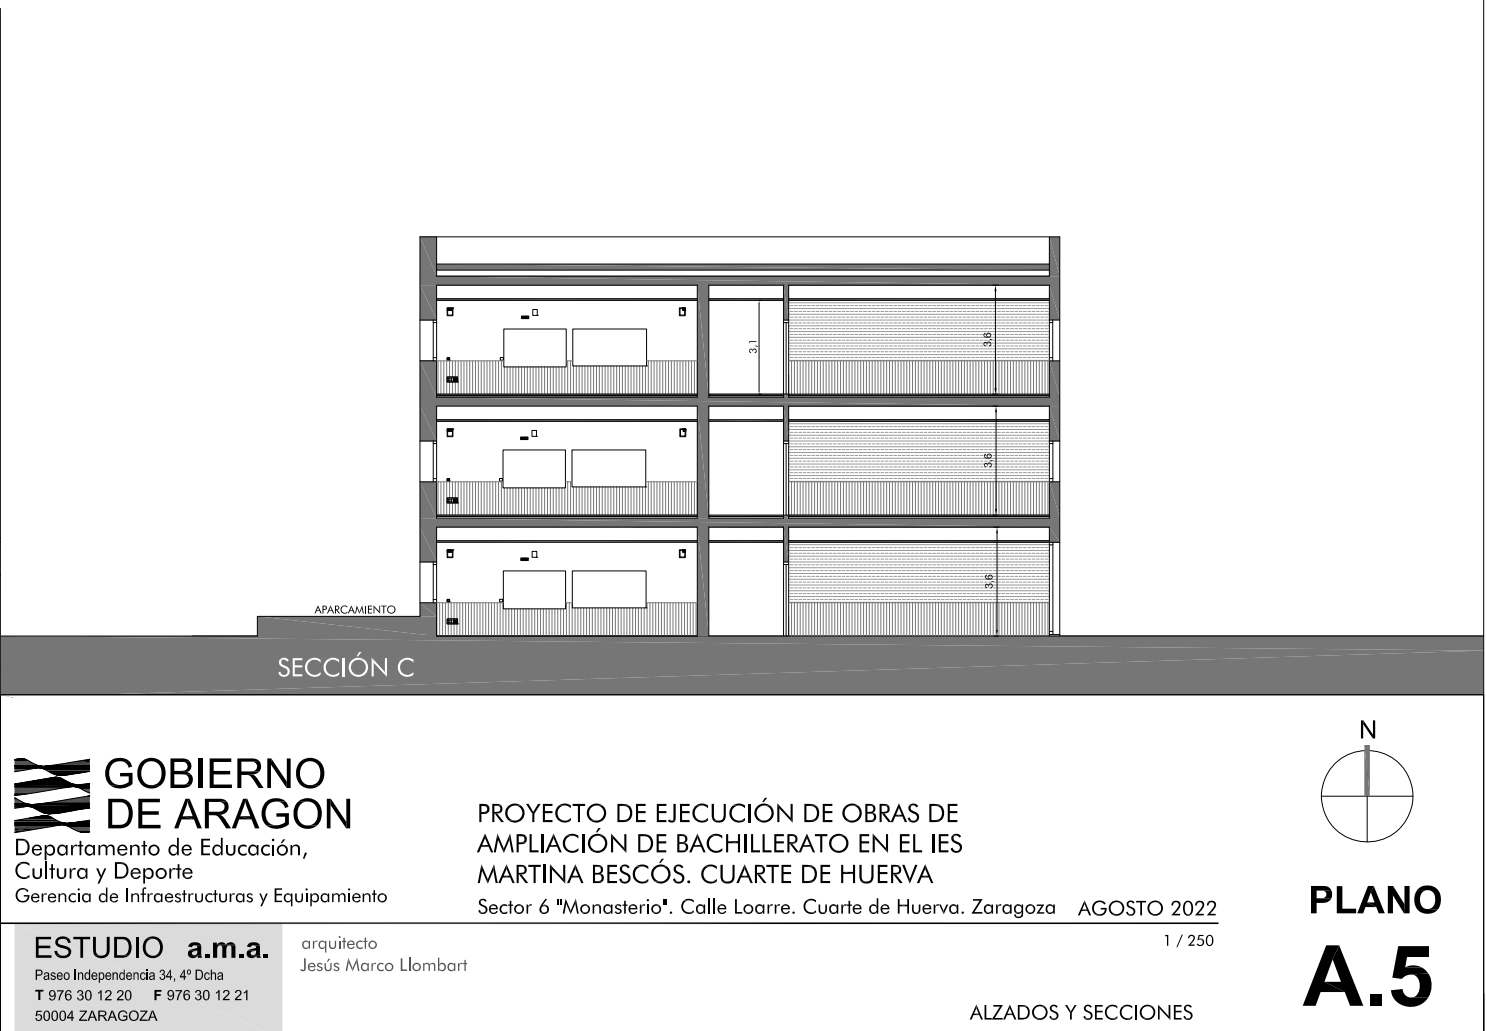 3,1
3,6
3,6
3,6
APARCAMIENTO
SECCIÓN C
GOBIERNO
DE ARAGON
Departamento de Educación,
Cultura y Deporte
Gerencia de Infraestructuras y Equipamiento
PROYECTO DE EJECUCIÓN DE OBRAS DE
AMPLIACIÓN DE BACHILLERATO EN EL IES
MARTINA BESCÓS. CUARTE DE HUERVA
Sector 6 "Monasterio". Calle Loarre. Cuarte de Huerva. Zaragoza AGOSTO 2022
1 / 250
N
PLANO
A.5
ESTUDIO a.m.a.
Paseo Independencia 34, 4º Dcha
T 976 30 12 20 F 976 30 12 21
50004 ZARAGOZA
arquitecto
Jesús Marco Llombart
ALZADOS Y SECCIONES